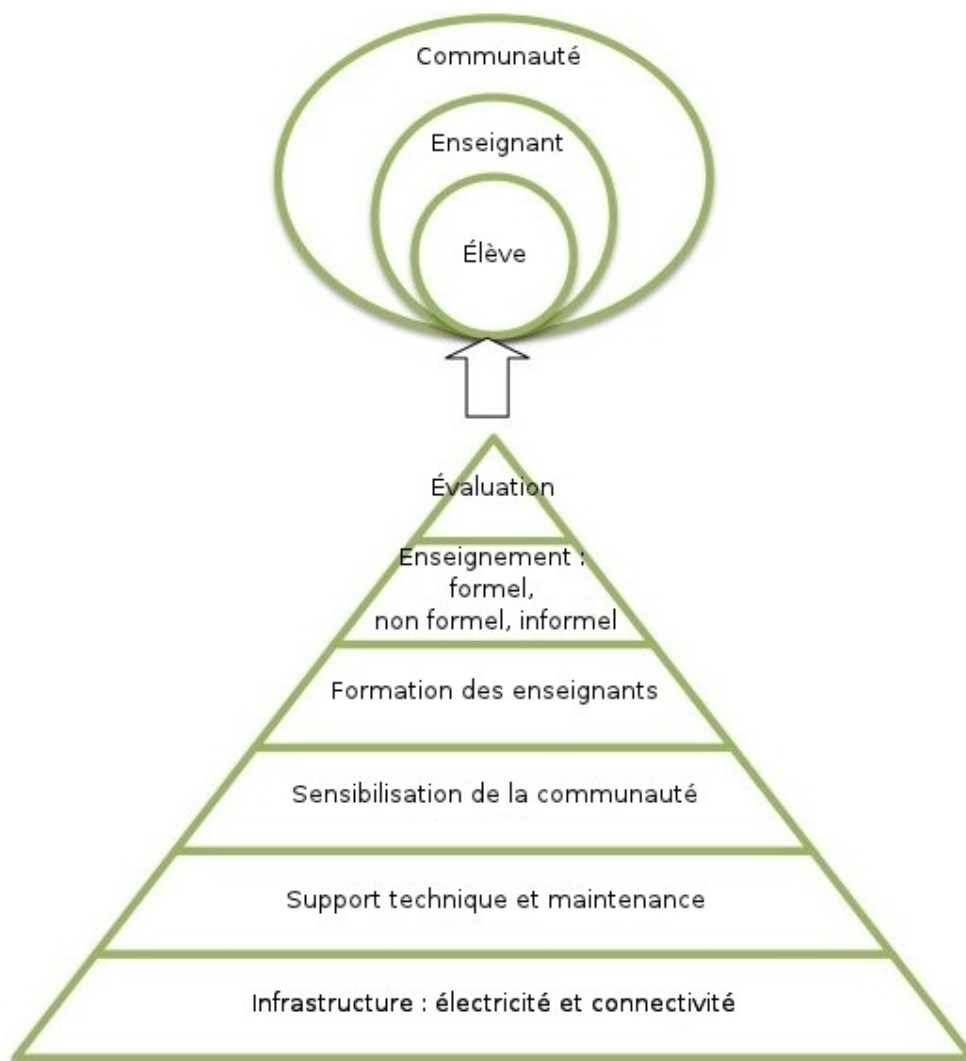 Communauté
Enseignant
Élève
Évaluation
Enseignement :
formel,
non formel, informel
Formation des enseignants
Sensibilisation de la communauté
Support technique et maintenance
Infrastructure : électricité et connectivité